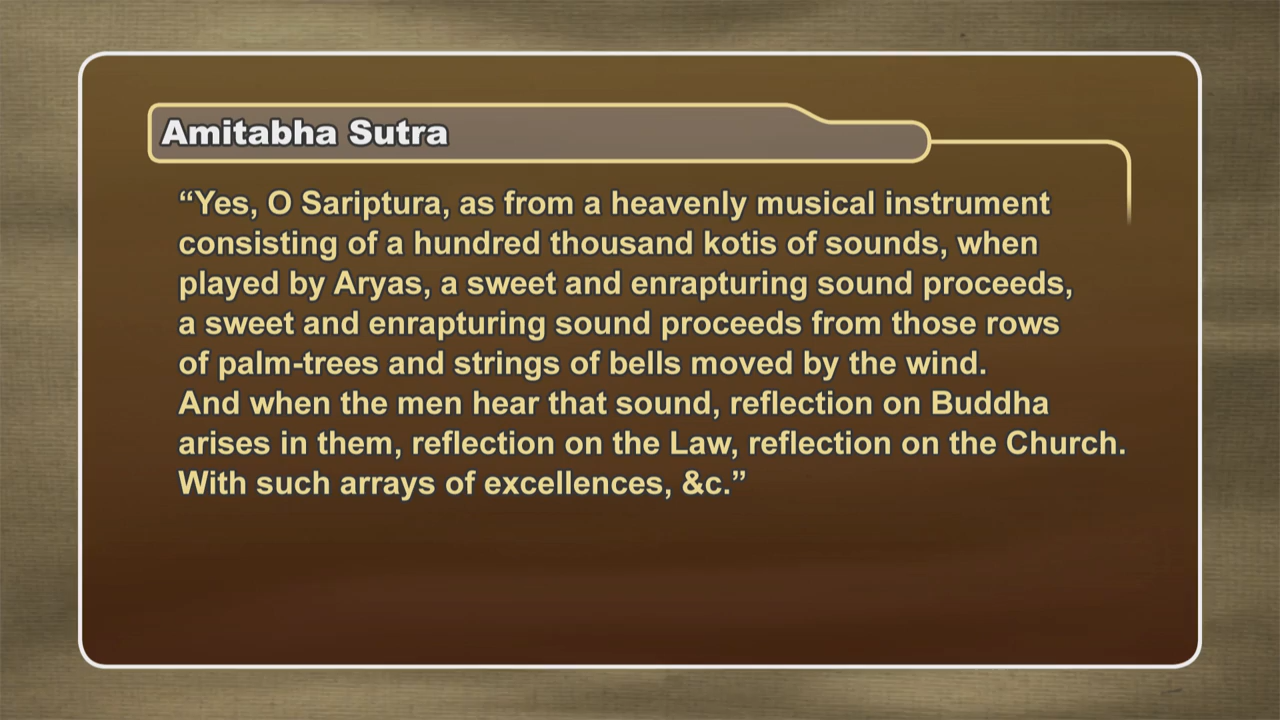 Amitabha Sutra
“Yes, O Sariptura, as from a heavenly musical instrument
consisting of a hundred thousand kotis of sounds, when
played by Aryas, a sweet and enrapturing sound proceeds,
a sweet and enrapturing sound proceeds from those rows
of palm-trees and strings of bells moved by the wind.
And when the men hear that sound, reflection on Buddha
arises in them, reflection on the Law, reflection on the Church.
With such arrays of excellences, &c.”